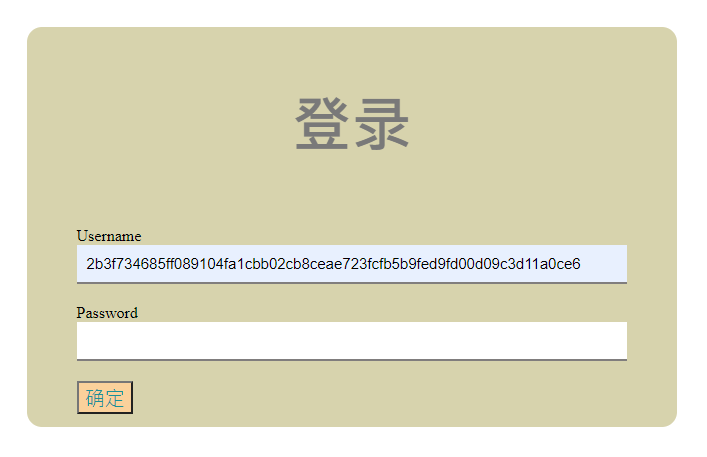 登录
Username
2b3f734685ff089104fa1cbb02cb8ceae723fcfb5b9fed9fd00d09c3d11a0ce6
Password
确定